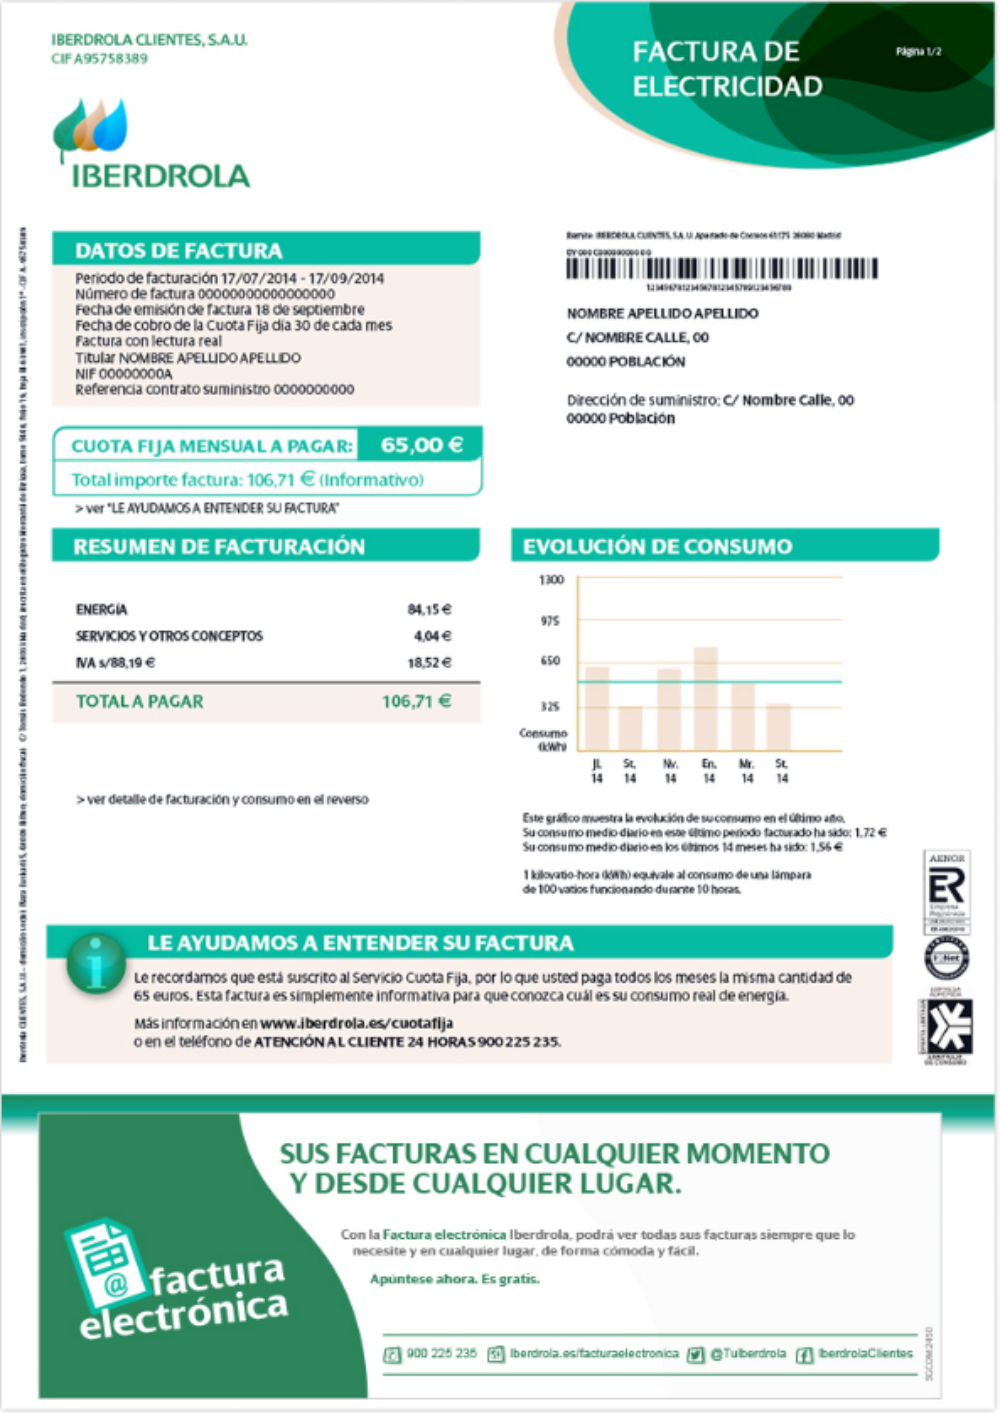 IBERDROLA CLIENTES, S.A.U.
CIF A95758389
IBERDROLA
FACTURA DE
ELECTRICIDAD
Página 1/2
DATOS DE FACTURA
Periodo de facturación 17/07/2014 - 17/09/2014
Número de factura 00000000000000000
Fecha de emisión de factura 18 de septiembre
Fecha de cobro de la Cuota Fija día 30 de cada mes
Factura con lectura real
Titular NOMBRE APELLIDO APELLIDO
NIF 00000000A
Referencia contrato suministro 0000000000
IBERDROLA CLIENTES, S.A. U. Apartado de Correos 61175 28080 Madrid
NOMBRE APELLIDO APELLIDO
C/ NOMBRE CALLE, 00
00000 POBLACIÓN
Dirección de suministro: C/ Nombre Calle, 00
00000 Población
CUOTA FIJA MENSUAL A PAGAR: 65,00 €
Total importe factura: 106,71 € (Informativo)
> ver "LE AYUDAMOS A ENTENDER SU FACTURA"
RESUMEN DE FACTURACIÓN
ENERGÍA 84,15 €
SERVICIOS Y OTROS CONCEPTOS 4,04 €
IVA s/88,19 € 18,52 €
TOTAL A PAGAR 106,71 €
> ver detalle de facturación y consumo en el reverso
EVOLUCIÓN DE CONSUMO
1300
975
650
325
Consumo
(kWh)
Jl. St. Nv. En. Mr. St.
14 14 14 14 14 14
Este gráfico muestra la evolución de su consumo en el último año.
Su consumo medio diario en este último periodo facturado ha sido: 1,72 €
Su consumo medio diario en los últimos 14 meses ha sido: 1,56 €
1 kilovatio-hora (kWh) equivale al consumo de una lámpara
de 100 vatios funcionando durante 10 horas.
AENOR
ER
Empresa
Registrada
IQNet
LE AYUDAMOS A ENTENDER SU FACTURA
Le recordamos que está suscrito al Servicio Cuota Fija, por lo que usted paga todos los meses la misma cantidad de
65 euros. Esta factura es simplemente informativa para que conozca cuál es su consumo real de energía.
Más información en www.iberdrola.es/cuotafija
o en el teléfono de ATENCIÓN AL CLIENTE 24 HORAS 900 225 235.
ARBITRAJE
DE CONSUMO
SUS FACTURAS EN CUALQUIER MOMENTO
Y DESDE CUALQUIER LUGAR.
Con la Factura electrónica Iberdrola, podrá ver todas sus facturas siempre que lo
necesite y en cualquier lugar, de forma cómoda y fácil.
Apúntese ahora. Es gratis.
@
factura
electrónica
900 225 235 Iberdrola.es/facturaelectronica @TuIberdrola IberdrolaClientes